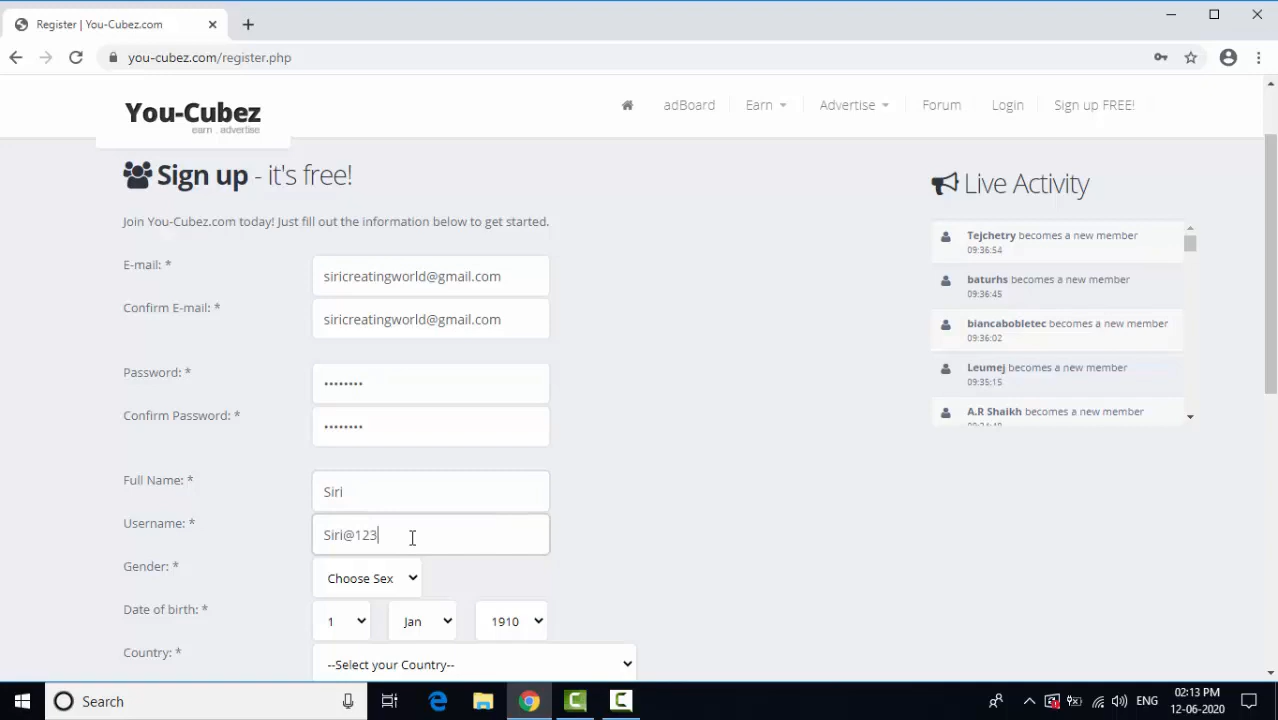 Register | You-Cubez.com
you-cubez.com/register.php
You-Cubez
earn . advertise
adBoard
Earn
Advertise
Forum
Login
Sign up FREE!
Sign up - it's free!
Join You-Cubez.com today! Just fill out the information below to get started.
E-mail: *
siricreatingworld@gmail.com
Confirm E-mail: *
siricreatingworld@gmail.com
Password: *
••••••••
Confirm Password: *
••••••••
Full Name: *
Siri
Username: *
Siri@123
Gender: *
Choose Sex
Date of birth: *
1
Jan
1910
Country: *
--Select your Country--
Live Activity
Tejchetry becomes a new member
09:36:54
baturhs becomes a new member
09:36:45
biancabobletec becomes a new member
09:36:02
Leumej becomes a new member
09:35:15
A.R Shaikh becomes a new member
Search
ENG
02:13 PM
12-06-2020